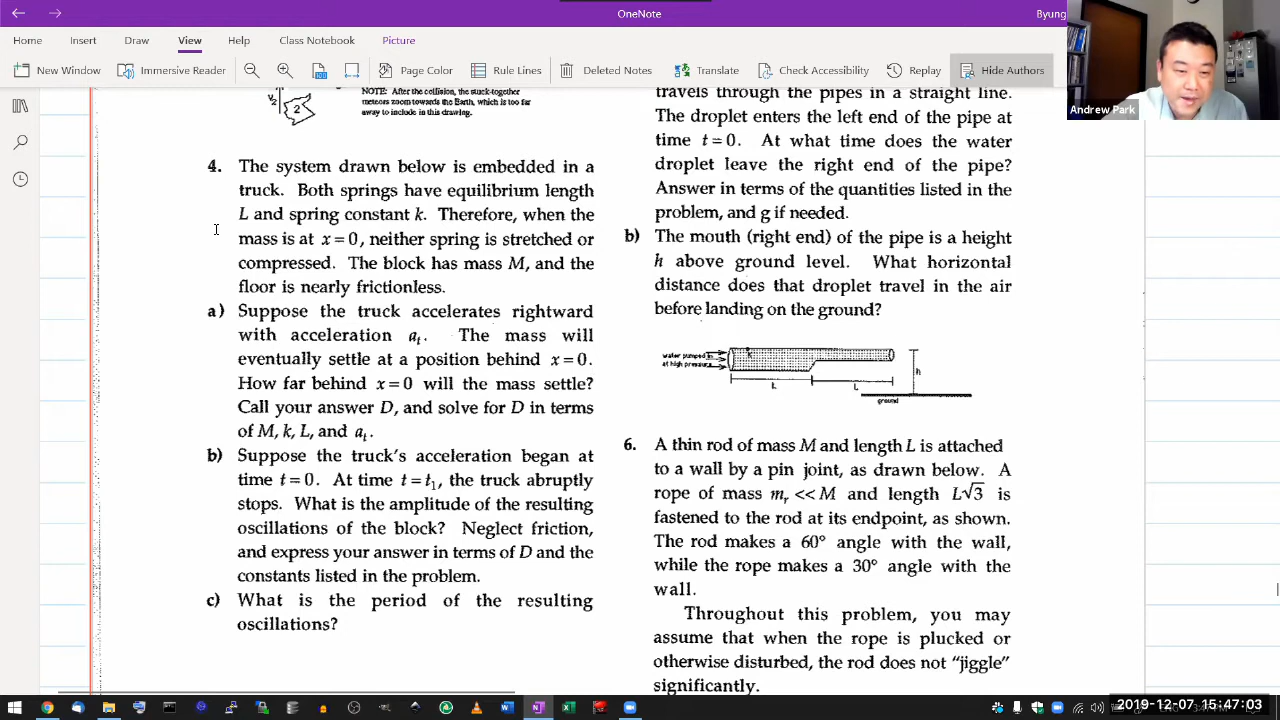 OneNote
Byung
Home
Insert
Draw
View
Help
Class Notebook
Picture
New Window
Immersive Reader
Page Color
Rule Lines
Deleted Notes
Translate
Check Accessibility
Replay
Hide Authors
Andrew Park
V2
2
NOTE: After the collision, the stuck-together
meteors zoom towards the Earth, which is too far
away to include in this drawing.
4. The system drawn below is embedded in a
truck. Both springs have equilibrium length
L and spring constant k. Therefore, when the
mass is at x = 0, neither spring is stretched or
compressed. The block has mass M, and the
floor is nearly frictionless.
a) Suppose the truck accelerates rightward
with acceleration at. The mass will
eventually settle at a position behind x = 0.
How far behind x = 0 will the mass settle?
Call your answer D, and solve for D in terms
of M, k, L, and at.
b) Suppose the truck's acceleration began at
time t = 0. At time t = t1, the truck abruptly
stops. What is the amplitude of the resulting
oscillations of the block? Neglect friction,
and express your answer in terms of D and the
constants listed in the problem.
c) What is the period of the resulting
oscillations?
travels through the pipes in a straight line.
The droplet enters the left end of the pipe at
time t = 0. At what time does the water
droplet leave the right end of the pipe?
Answer in terms of the quantities listed in the
problem, and g if needed.
b) The mouth (right end) of the pipe is a height
h above ground level. What horizontal
distance does that droplet travel in the air
before landing on the ground?
water pumped in
at high pressure
L
h
ground
6. A thin rod of mass M and length L is attached
to a wall by a pin joint, as drawn below. A
rope of mass mr << M and length L√3 is
fastened to the rod at its endpoint, as shown.
The rod makes a 60° angle with the wall,
while the rope makes a 30° angle with the
wall.
Throughout this problem, you may
assume that when the rope is plucked or
otherwise disturbed, the rod does not "jiggle"
significantly.
2019-12-07 15:47:03